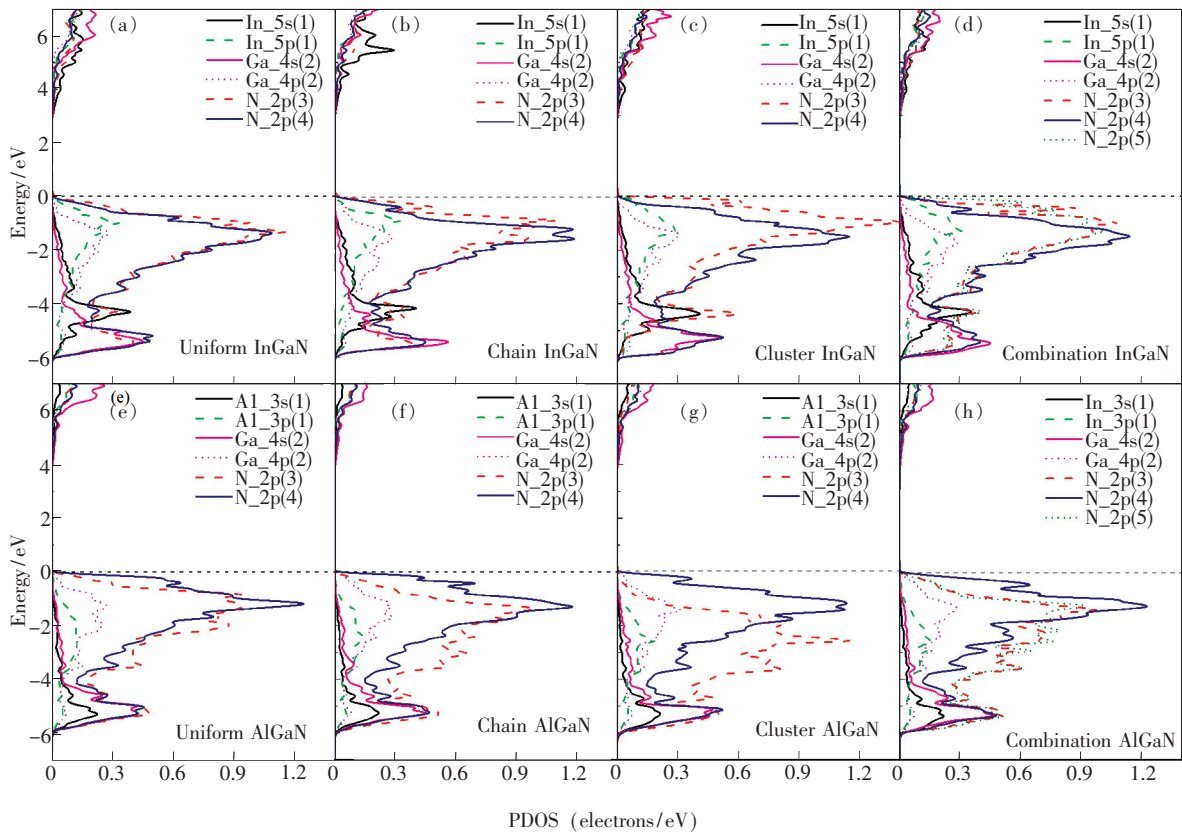 (a)
In_5s(1)
In_5p(1)
Ga_4s(2)
Ga_4p(2)
N_2p(3)
N_2p(4)
Uniform InGaN
(b)
In_5s(1)
In_5p(1)
Ga_4s(2)
Ga_4p(2)
N_2p(3)
N_2p(4)
Chain InGaN
(c)
In_5s(1)
In_5p(1)
Ga_4s(2)
Ga_4p(2)
N_2p(3)
N_2p(4)
Cluster InGaN
(d)
In_5s(1)
In_5p(1)
Ga_4s(2)
Ga_4p(2)
N_2p(3)
N_2p(4)
N_2p(5)
Combination InGaN
6
4
2
0
−2
−4
−6
Energy/eV
(e)
(e)
A1_3s(1)
A1_3p(1)
Ga_4s(2)
Ga_4p(2)
N_2p(3)
N_2p(4)
Uniform AlGaN
(f)
A1_3s(1)
A1_3p(1)
Ga_4s(2)
Ga_4p(2)
N_2p(3)
N_2p(4)
Chain AlGaN
(g)
A1_3s(1)
A1_3p(1)
Ga_4s(2)
Ga_4p(2)
N_2p(3)
N_2p(4)
Cluster AlGaN
(h)
In_3s(1)
In_3p(1)
Ga_4s(2)
Ga_4p(2)
N_2p(3)
N_2p(4)
N_2p(5)
Combination AlGaN
6
4
2
0
−2
−4
−6
Energy/eV
0 0.3 0.6 0.9 1.2 0 0.3 0.6 0.9 1.2 0 0.3 0.6 0.9 1.2 0 0.3 0.6 0.9 1.2
PDOS (electrons/eV)